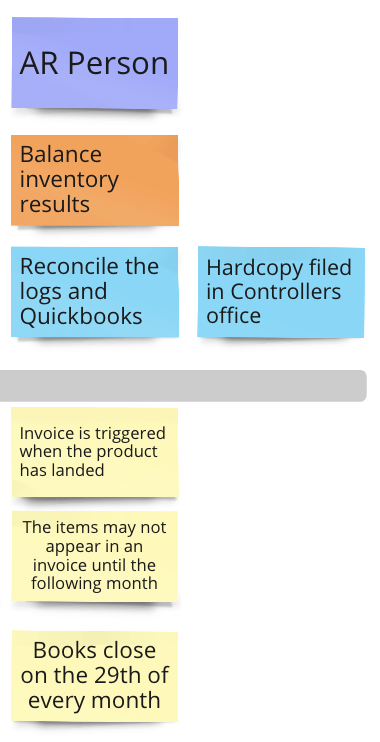 AR Person
Balance
inventory
results
Reconcile the
logs and
Quickbooks
Hardcopy filed
in Controllers
office
Invoice is triggered
when the product
has landed
The items may not
appear in an
invoice until the
following month
Books close
on the 29th of
every month